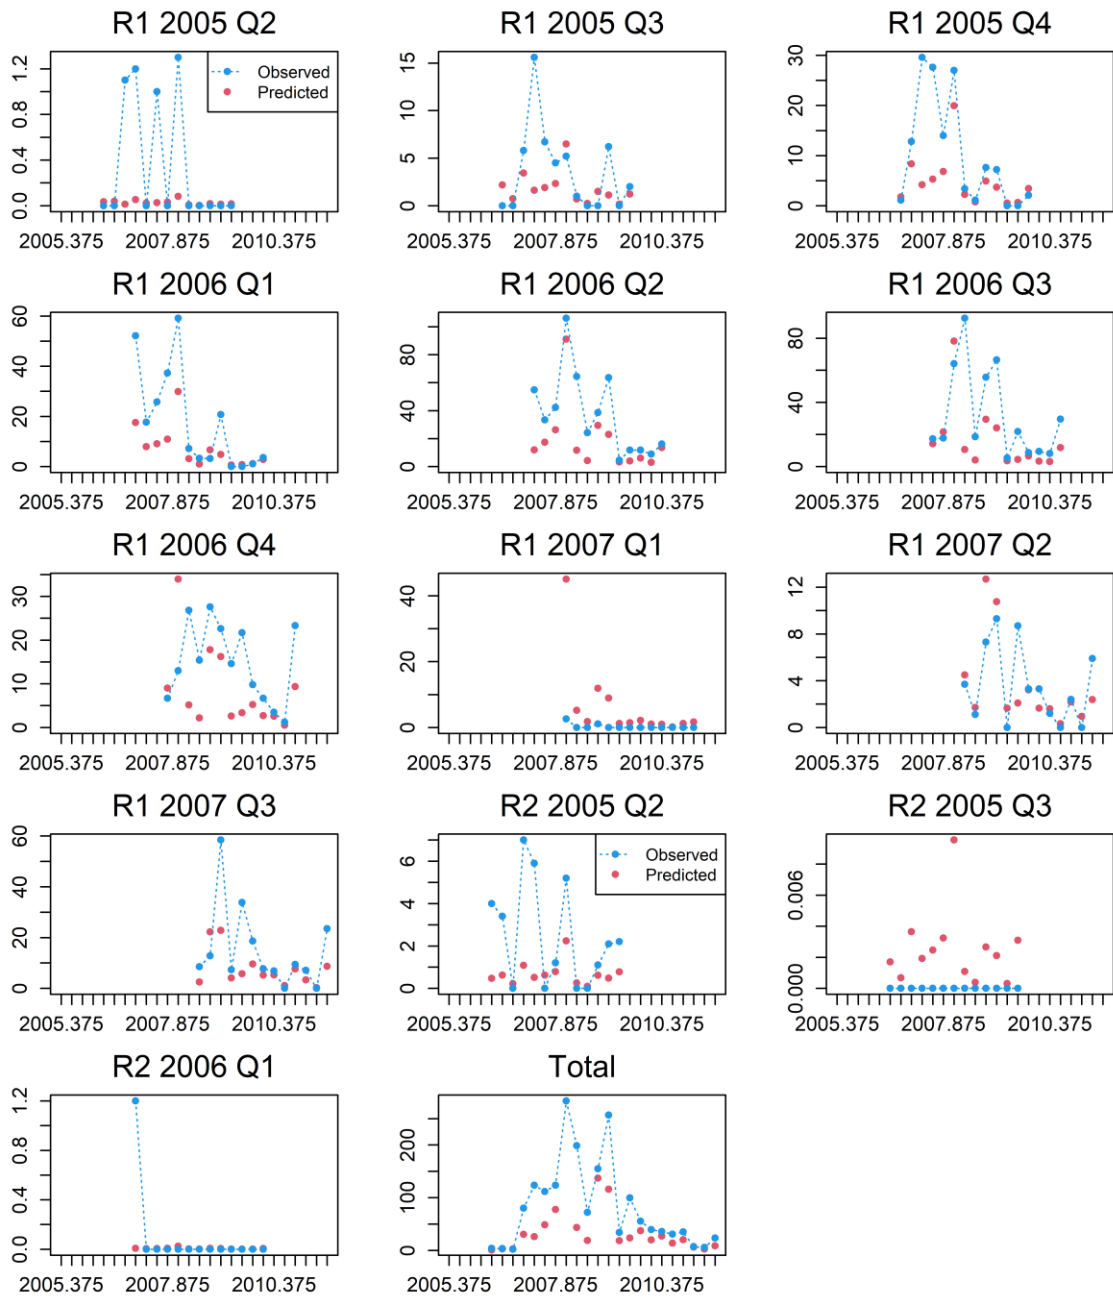 R1 2005 Q2
R1 2005 Q3
R1 2005 Q4
0.0 0.4 0.8 1.2
Observed
Predicted
0 5 10 15
0 10 20 30
2005.375 2007.875 2010.375
2005.375 2007.875 2010.375
2005.375 2007.875 2010.375
R1 2006 Q1
R1 2006 Q2
R1 2006 Q3
0 20 40 60
0 40 80
0 40 80
2005.375 2007.875 2010.375
2005.375 2007.875 2010.375
2005.375 2007.875 2010.375
R1 2006 Q4
R1 2007 Q1
R1 2007 Q2
0 10 20 30
0 20 40
0 4 8 12
2005.375 2007.875 2010.375
2005.375 2007.875 2010.375
2005.375 2007.875 2010.375
R1 2007 Q3
R2 2005 Q2
R2 2005 Q3
0 20 40 60
0 2 4 6
Observed
Predicted
0.000 0.006
2005.375 2007.875 2010.375
2005.375 2007.875 2010.375
2005.375 2007.875 2010.375
R2 2006 Q1
Total
0.0 0.4 0.8 1.2
0 100 200
2005.375 2007.875 2010.375
2005.375 2007.875 2010.375